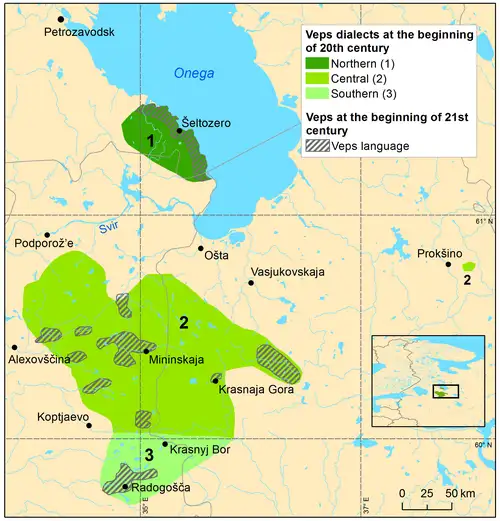 Petrozavodsk
Onega
Veps dialects at the beginning
of 20th century
Northern (1)
Central (2)
Southern (3)
Veps at the beginning of 21st
century
Veps language
Šeltozero
1
61° N
Svir
Podporož’e
Ošta
Prokšino
2
Vasjukovskaja
2
Alexovščina
Mininskaja
Krasnaja Gora
Koptjaevo
60° N
Krasnyj Bor
3
Radogošča
35° E
37° E
0 25 50 km